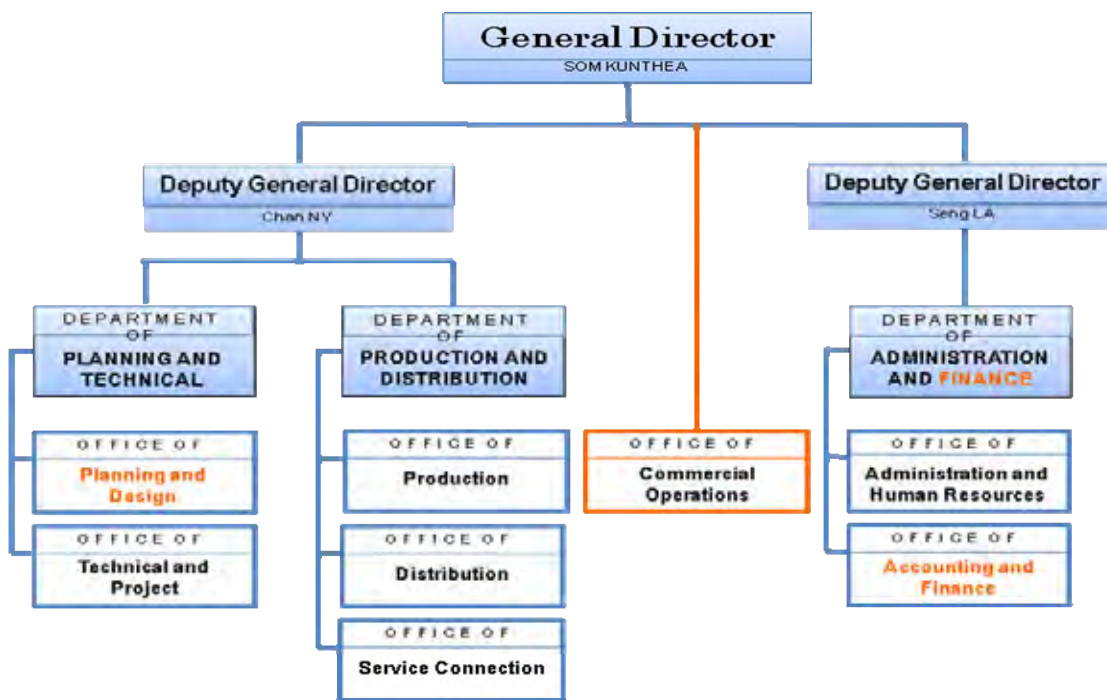 General Director
SOM KUNTHEA
Deputy General Director
Chan NY
Deputy General Director
Seng LA
DEPARTMENT
OF
PLANNING AND
TECHNICAL
DEPARTMENT
OF
PRODUCTION AND
DISTRIBUTION
DEPARTMENT
OF
ADMINISTRATION
AND FINANCE
OFFICE OF
Planning and
Design
OFFICE OF
Production
OFFICE OF
Commercial
Operations
OFFICE OF
Administration and
Human Resources
OFFICE OF
Technical and
Project
OFFICE OF
Distribution
OFFICE OF
Accounting and
Finance
OFFICE OF
Service Connection